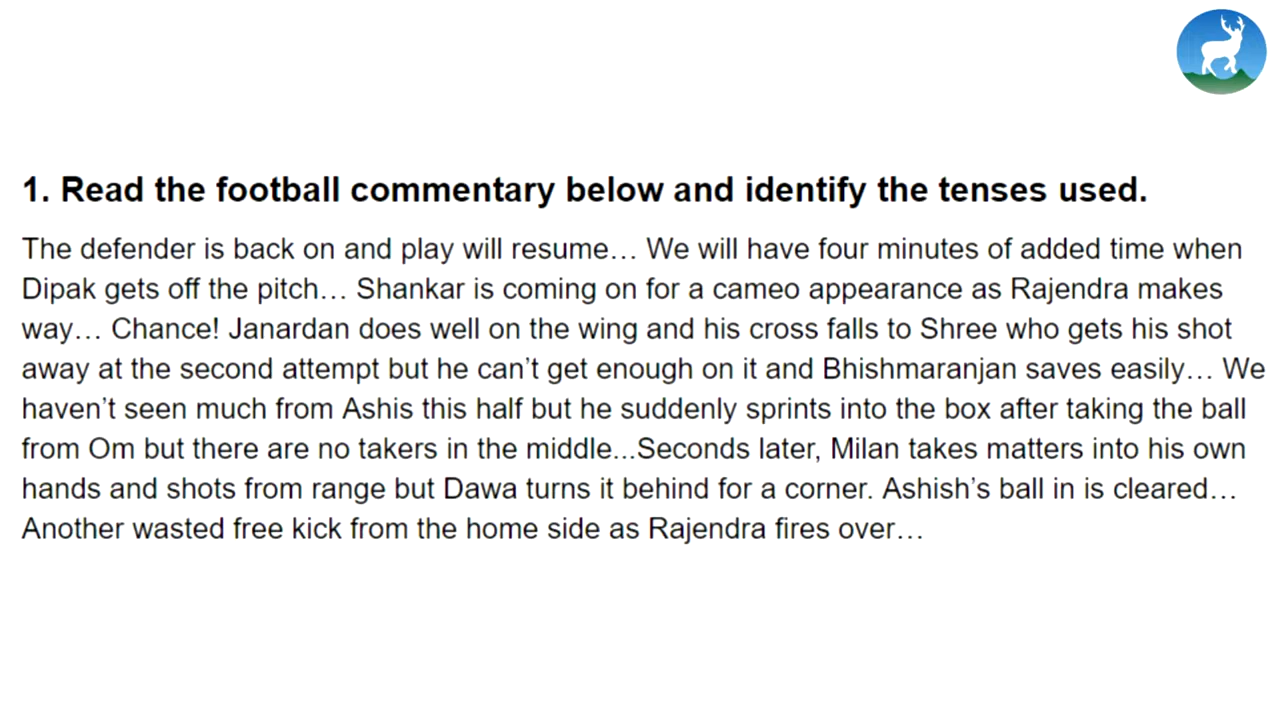 1. Read the football commentary below and identify the tenses used.
The defender is back on and play will resume… We will have four minutes of added time when
Dipak gets off the pitch… Shankar is coming on for a cameo appearance as Rajendra makes
way… Chance! Janardan does well on the wing and his cross falls to Shree who gets his shot
away at the second attempt but he can’t get enough on it and Bhishmaranjan saves easily… We
haven’t seen much from Ashis this half but he suddenly sprints into the box after taking the ball
from Om but there are no takers in the middle...Seconds later, Milan takes matters into his own
hands and shots from range but Dawa turns it behind for a corner. Ashish’s ball in is cleared…
Another wasted free kick from the home side as Rajendra fires over…